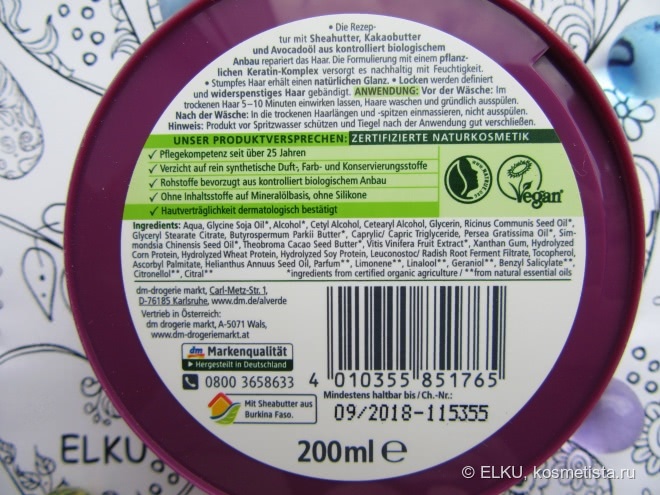 • Die Rezep-
tur mit Sheabutter, Kakaobutter
und Avocadoöl aus kontrolliert biologischem
Anbau repariert das Haar. Die Formulierung mit einem pflanz-
lichen Keratin-Komplex versorgt es nachhaltig mit Feuchtigkeit.
• Stumpfes Haar erhält einen natürlichen Glanz. • Locken werden definiert
und widerspenstiges Haar gebändigt. ANWENDUNG: Vor der Wäsche: Im
trockenen Haar 5–10 Minuten einwirken lassen, Haare waschen und gründlich ausspülen.
Nach der Wäsche: In die trockenen Haarlängen und -spitzen einmassieren, nicht ausspülen.
Hinweis: Produkt vor Spritzwasser schützen und Tiegel nach der Anwendung gut verschließen.
UNSER PRODUKTVERSPRECHEN: ZERTIFIZIERTE NATURKOSMETIK
✓ Pflegekompetenz seit über 25 Jahren
✓ Verzicht auf rein synthetische Duft-, Farb- und Konservierungsstoffe
✓ Rohstoffe bevorzugt aus kontrolliert biologischem Anbau
✓ Ohne Inhaltsstoffe auf Mineralölbasis, ohne Silikone
✓ Hautverträglichkeit dermatologisch bestätigt
NATRUE
Vegan
Ingredients: Aqua, Glycine Soja Oil*, Alcohol*, Cetyl Alcohol, Cetearyl Alcohol, Glycerin, Ricinus Communis Seed Oil*,
Glyceryl Stearate Citrate, Butyrospermum Parkii Butter*, Caprylic/ Capric Triglyceride, Persea Gratissima Oil*, Sim-
mondsia Chinensis Seed Oil*, Theobroma Cacao Seed Butter*, Vitis Vinifera Fruit Extract*, Xanthan Gum, Hydrolyzed
Corn Protein, Hydrolyzed Wheat Protein, Hydrolyzed Soy Protein, Leuconostoc/ Radish Root Ferment Filtrate, Tocopherol,
Ascorbyl Palmitate, Helianthus Annuus Seed Oil, Parfum**, Limonene**, Linalool**, Geraniol**, Benzyl Salicylate**,
Citronellol**, Citral** *ingredients from certified organic agriculture / **from natural essential oils
dm-drogerie markt, Carl-Metz-Str. 1,
D-76185 Karlsruhe, www.dm.de/alverde
Vertrieb in Österreich:
dm drogerie markt, A-5071 Wals,
www.dm-drogeriemarkt.at
dm Markenqualität
Hergestellt in Deutschland
0800 3658633
Mit Sheabutter aus
Burkina Faso.
4 010355 851765
Mindestens haltbar bis / Ch.-Nr.:
09/2018-115355
200ml e
ELKU
© ELKU, kosmetista.ru